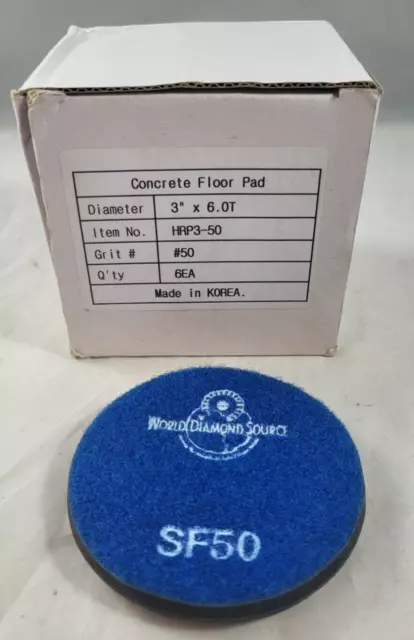 Concrete Floor Pad
Diameter 3" x 6.0T
Item No. HRP3-50
Grit # #50
Q'ty 6EA
Made in KOREA.
WORLD DIAMOND SOURCE
SF50